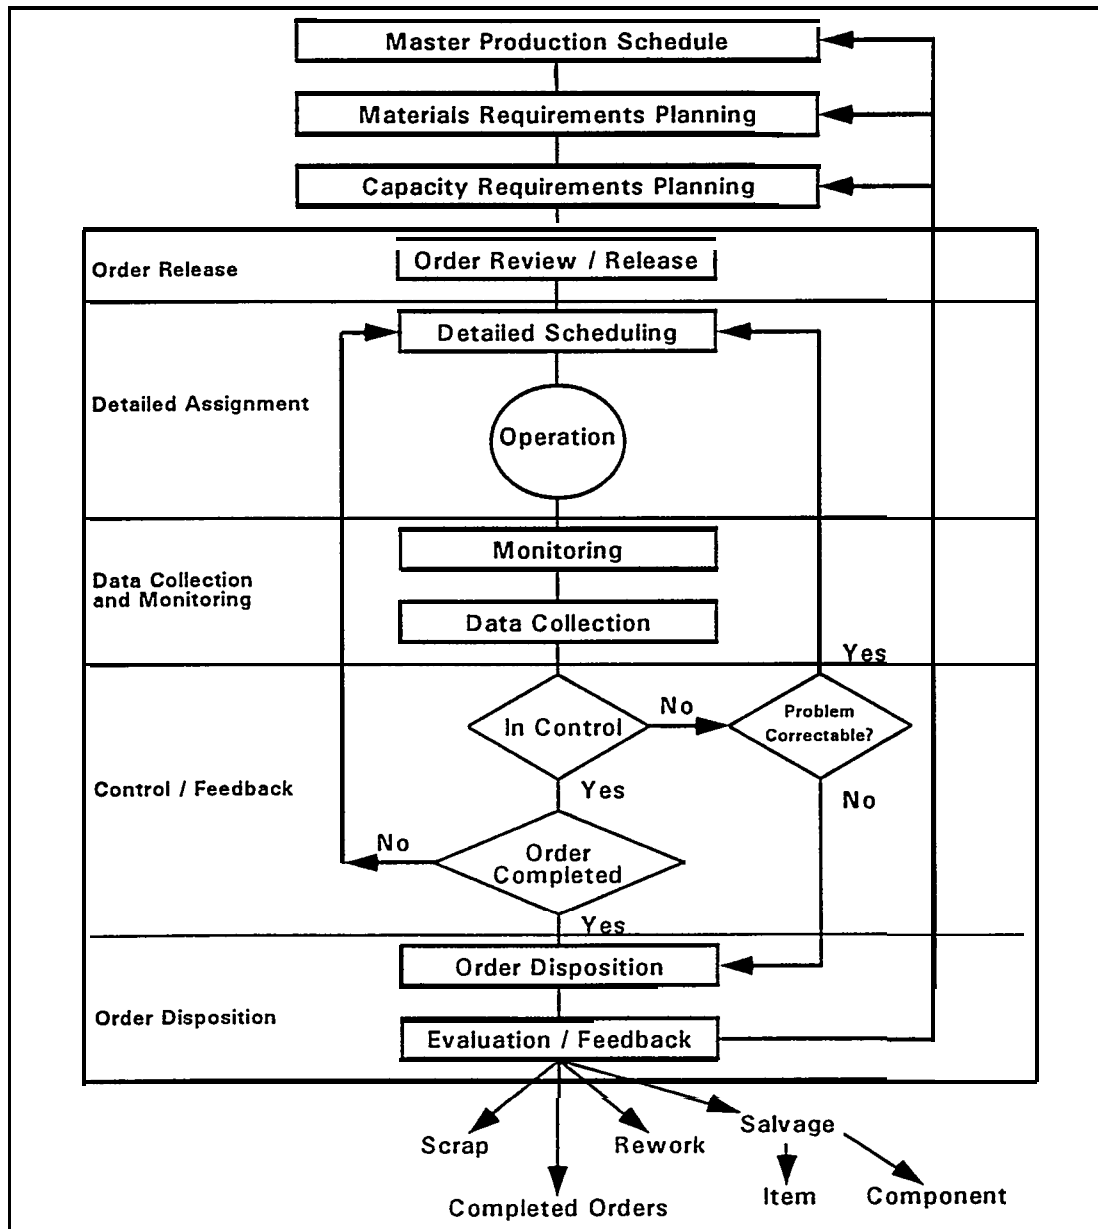 Master Production Schedule
Materials Requirements Planning
Capacity Requirements Planning
Order Release
Order Review / Release
Detailed Scheduling
Detailed Assignment
Operation
Monitoring
Data Collection
and Monitoring
Data Collection
Yes
In Control
No
Problem
Correctable?
Control / Feedback
Yes
No
No
Order
Completed
Yes
Order Disposition
Order Disposition
Evaluation / Feedback
Scrap
Rework
Salvage
Completed Orders
Item
Component